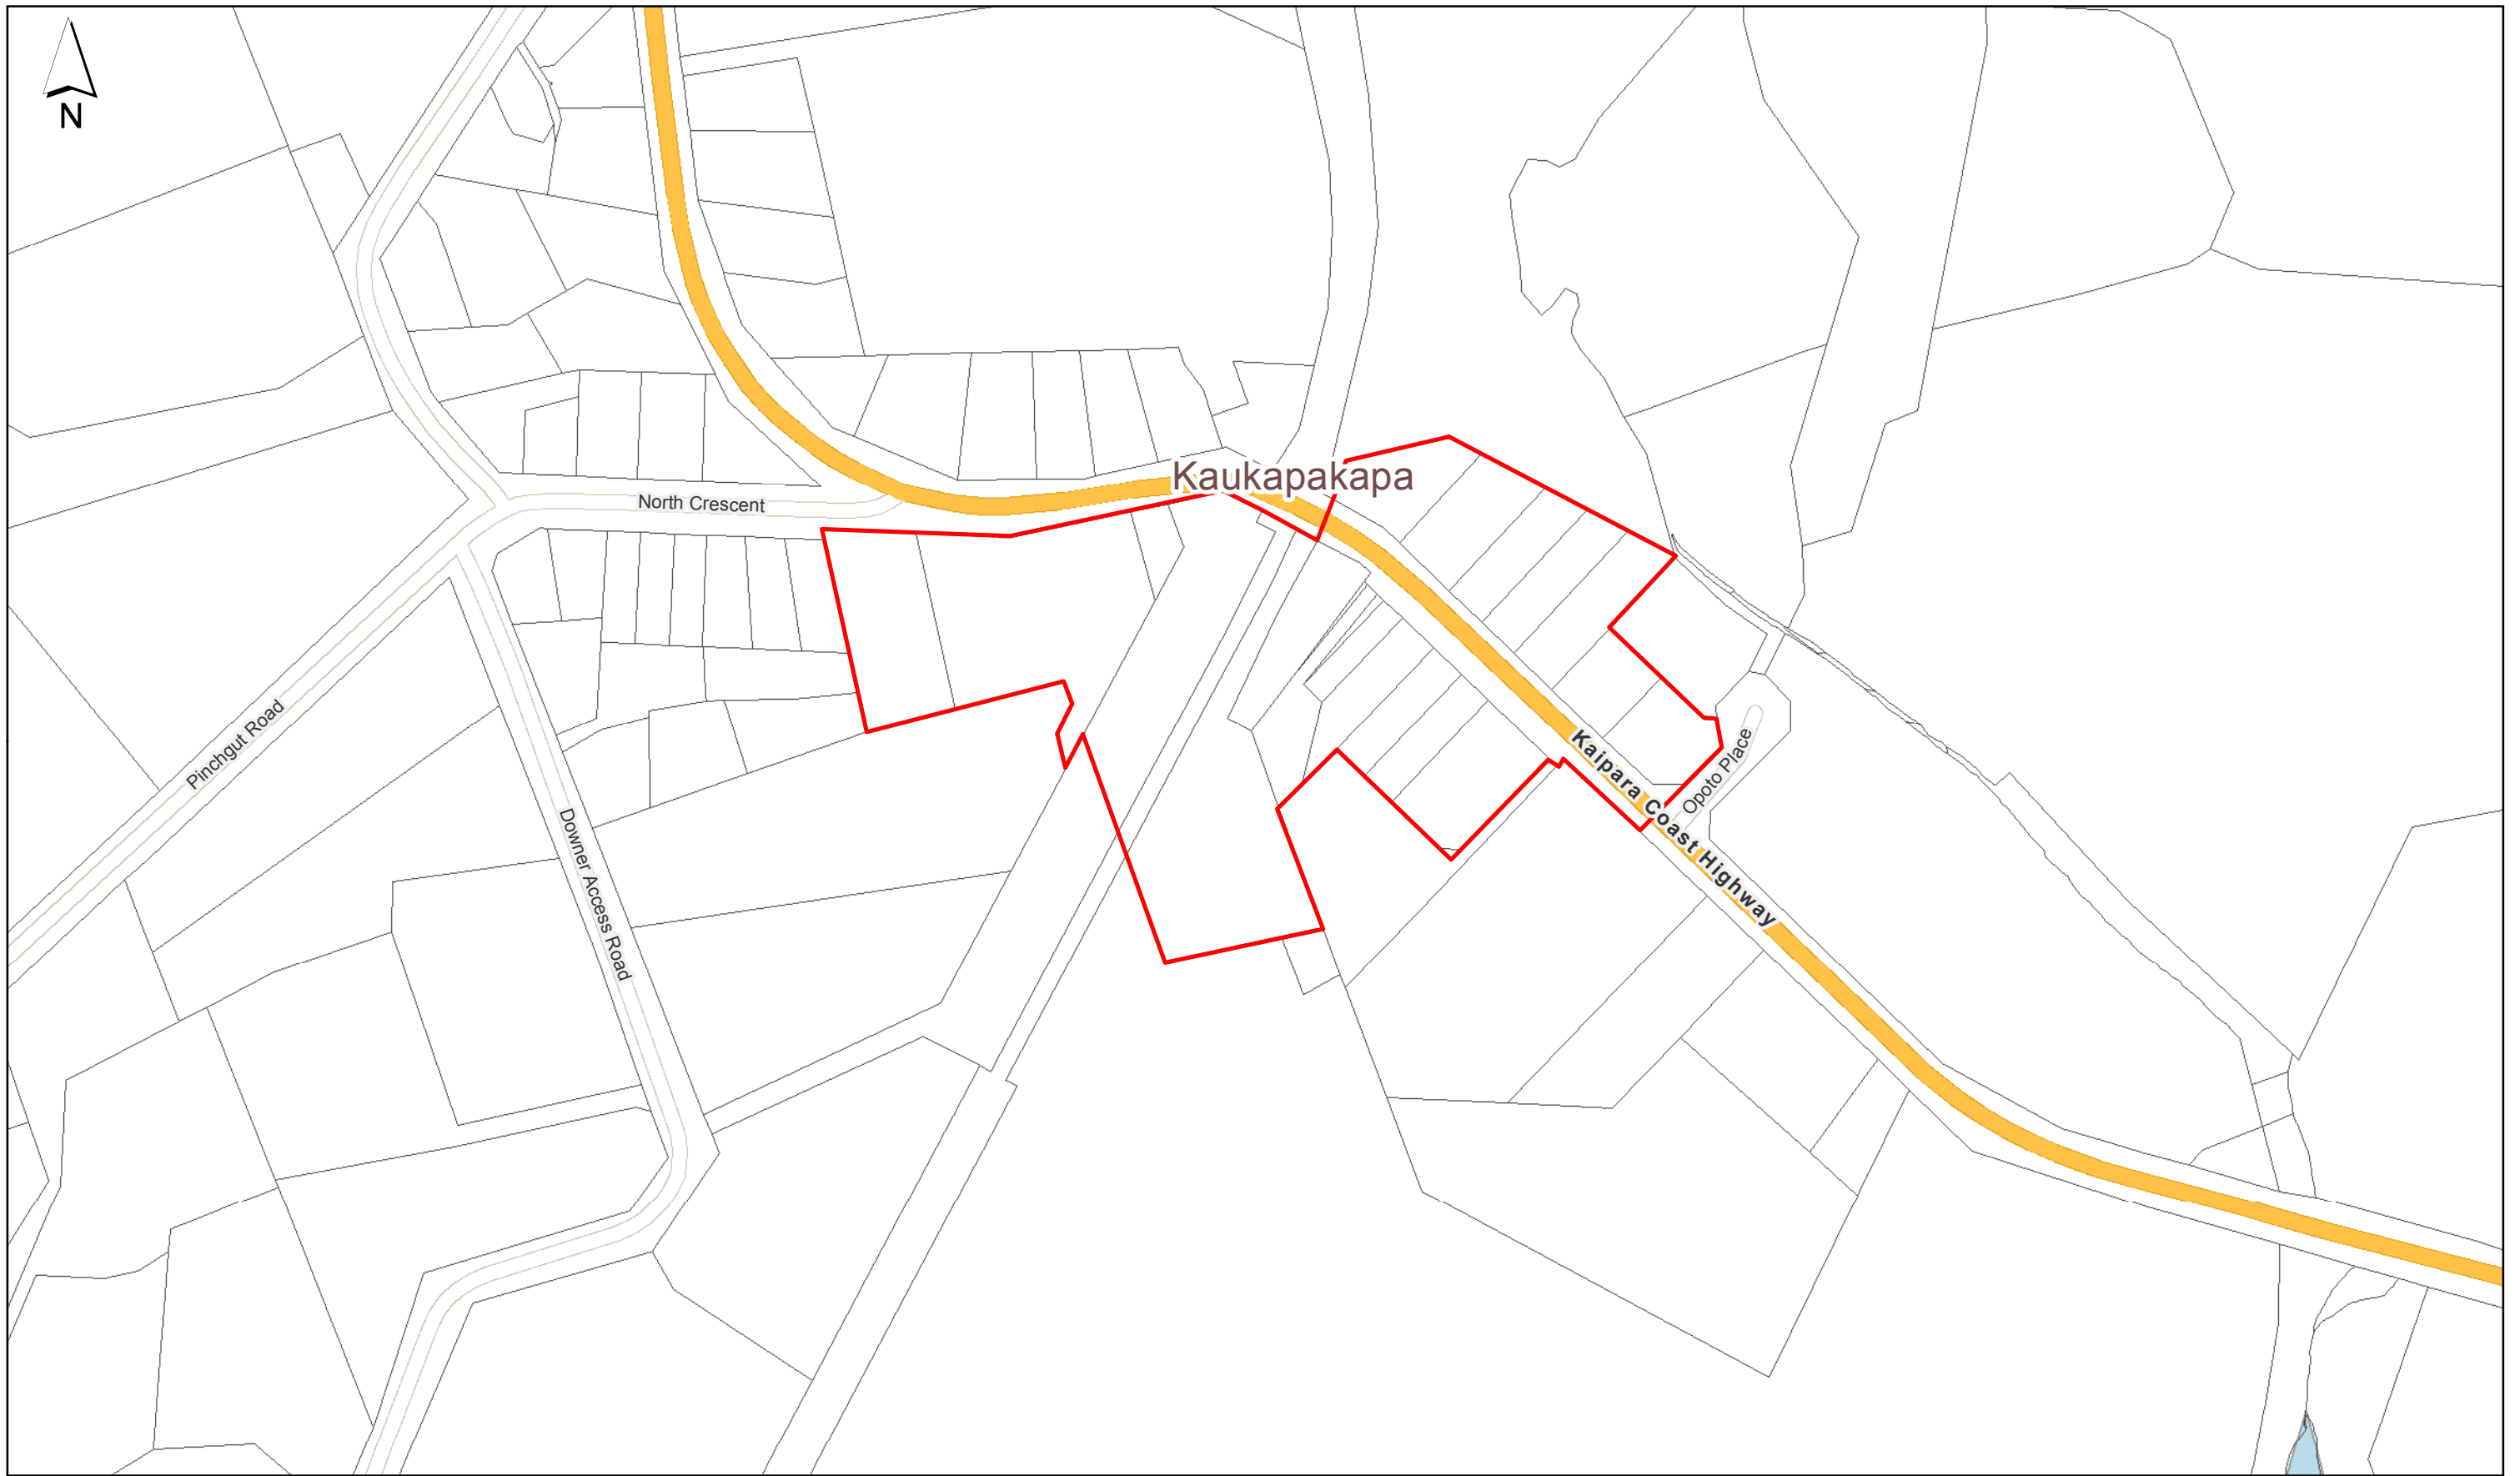 N
Kaukapakapa
North Crescent
Pinchgut Road
Kaipara Coast Highway
Opoto Place
Downer Access Road